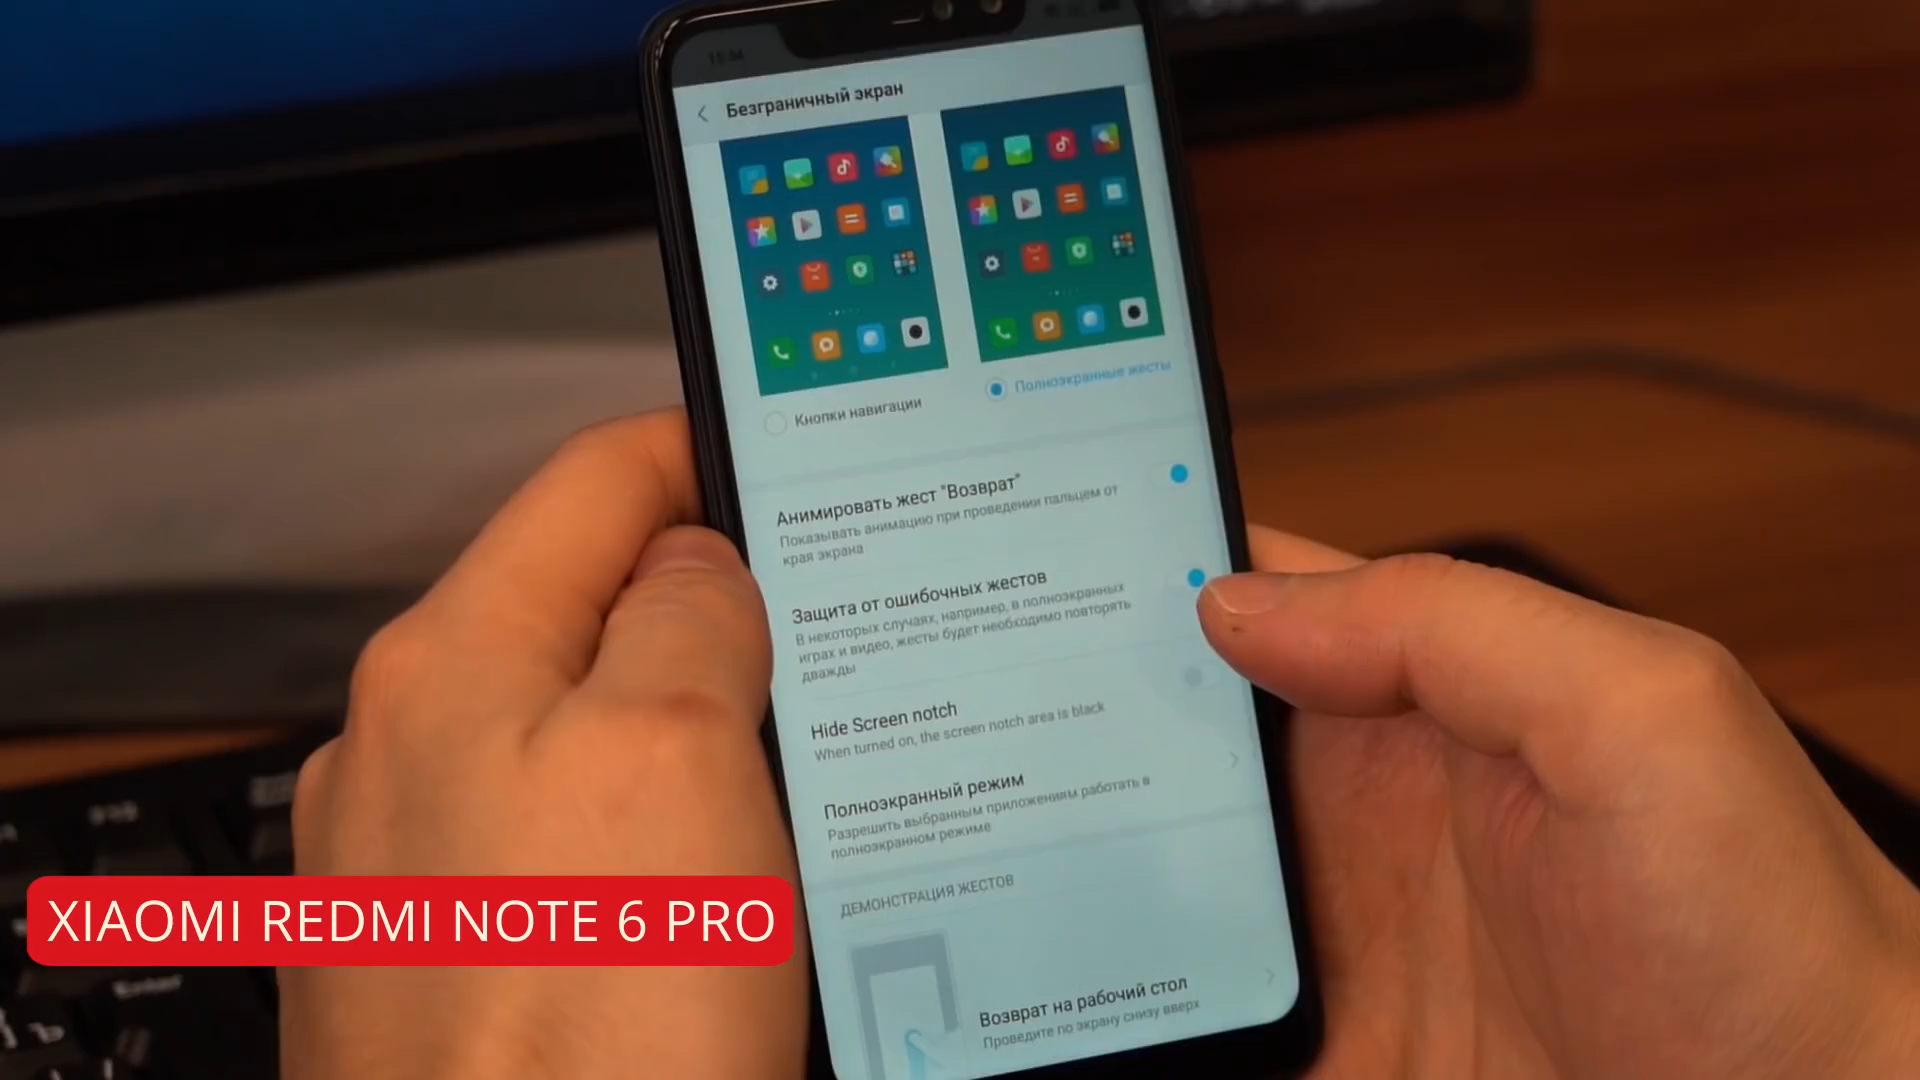 Безграничный экран
Кнопки навигации
Полноэкранные жесты
Анимировать жест "Возврат"
Показывать анимацию при проведении пальцем от
края экрана
Защита от ошибочных жестов
В некоторых случаях, например, в полноэкранных
играх и видео, жесты будет необходимо повторять
дважды
Hide Screen notch
When turned on, the screen notch area is black
Полноэкранный режим
Разрешить выбранным приложениям работать в
полноэкранном режиме
ДЕМОНСТРАЦИЯ ЖЕСТОВ
Возврат на рабочий стол
Проведите по экрану снизу вверх
XIAOMI REDMI NOTE 6 PRO
Enter